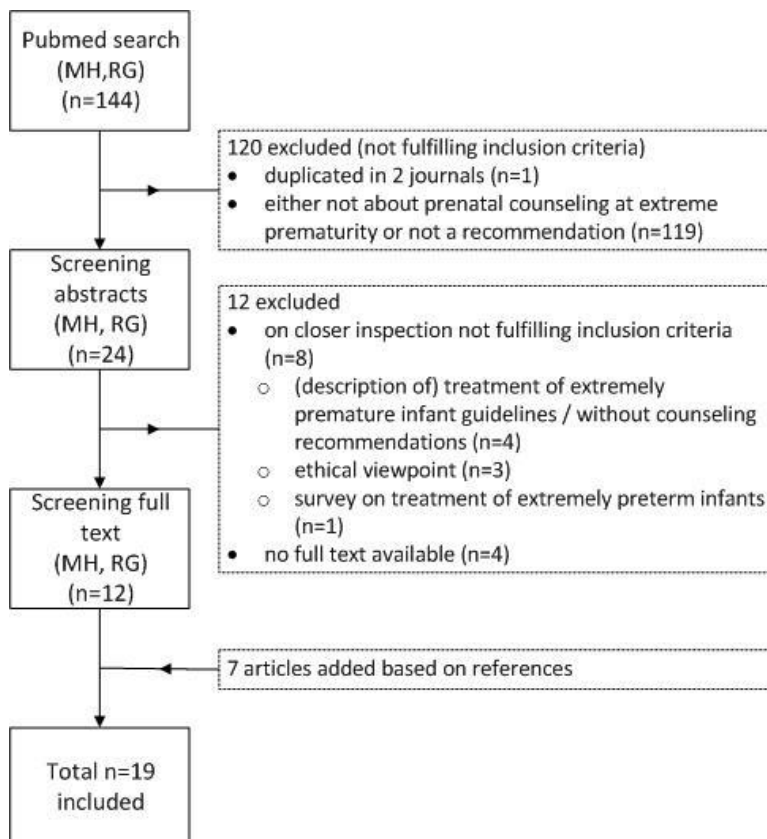 Pubmed search
(MH,RG)
(n=144)
120 excluded (not fulfilling inclusion criteria)
• duplicated in 2 journals (n=1)
• either not about prenatal counseling at extreme
prematurity or not a recommendation (n=119)
Screening
abstracts
(MH, RG)
(n=24)
12 excluded
• on closer inspection not fulfilling inclusion criteria
(n=8)
o (description of) treatment of extremely
premature infant guidelines / without counseling
recommendations (n=4)
o ethical viewpoint (n=3)
o survey on treatment of extremely preterm infants
(n=1)
• no full text available (n=4)
Screening full
text
(MH, RG)
(n=12)
7 articles added based on references
Total n=19
included